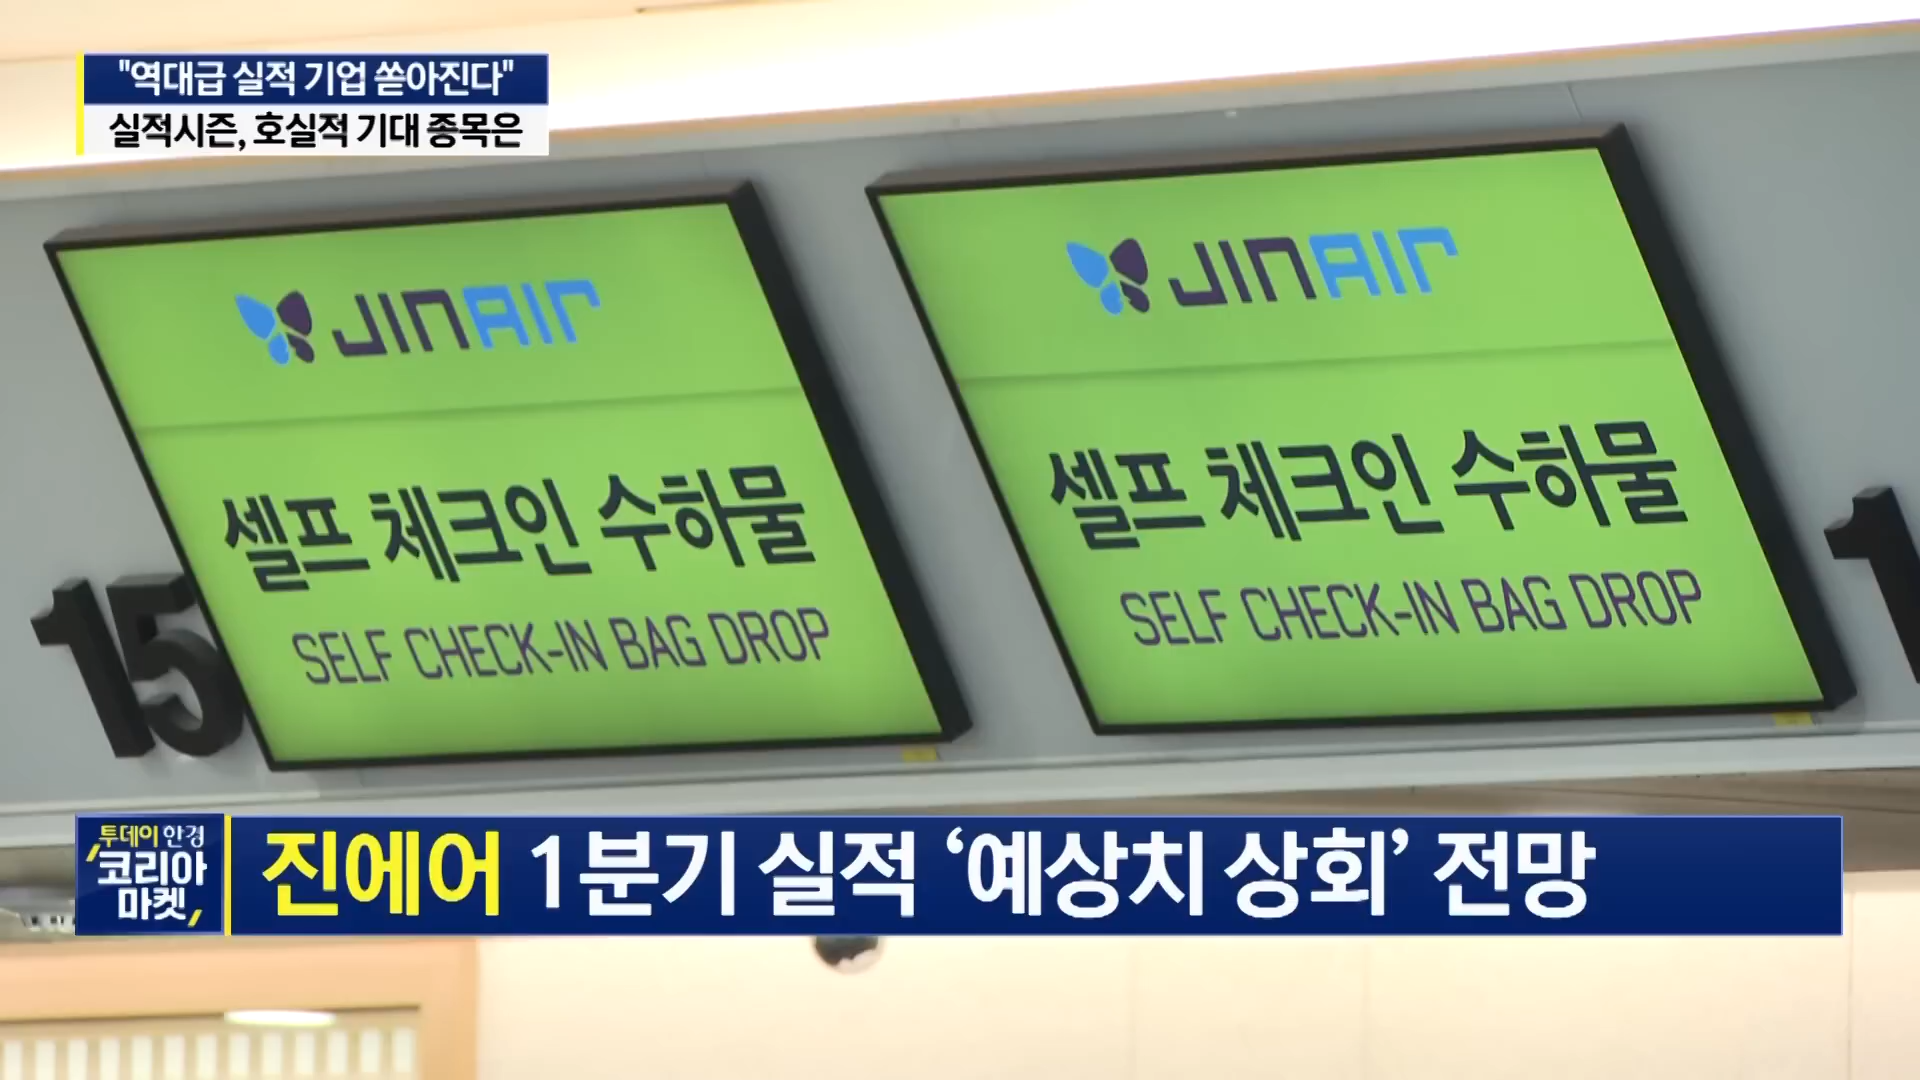 "역대급 실적 기업 쏟아진다"
실적시즌, 호실적 기대 종목은
JINAIR
셀프 체크인 수하물
SELF CHECK-IN BAG DROP
15
JINAIR
셀프 체크인 수하물
SELF CHECK-IN BAG DROP
1
투데이 한경
코리아
마켓
진에어 1분기 실적 ‘예상치 상회’ 전망